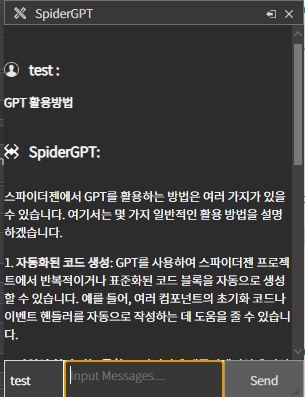 SpiderGPT
test :
GPT 활용방법
SpiderGPT:
스파이더젠에서 GPT를 활용하는 방법은 여러 가지가 있을
수 있습니다. 여기서는 몇 가지 일반적인 활용 방법을 설명
하겠습니다.
1. 자동화된 코드 생성: GPT를 사용하여 스파이더젠 프로젝
트에서 반복적이거나 표준화된 코드 블록을 자동으로 생성
할 수 있습니다. 예를 들어, 여러 컴포넌트의 초기화 코드나
이벤트 핸들러를 자동으로 작성하는 데 도움을 줄 수 있습니
다.
test
Input Messages....
Send